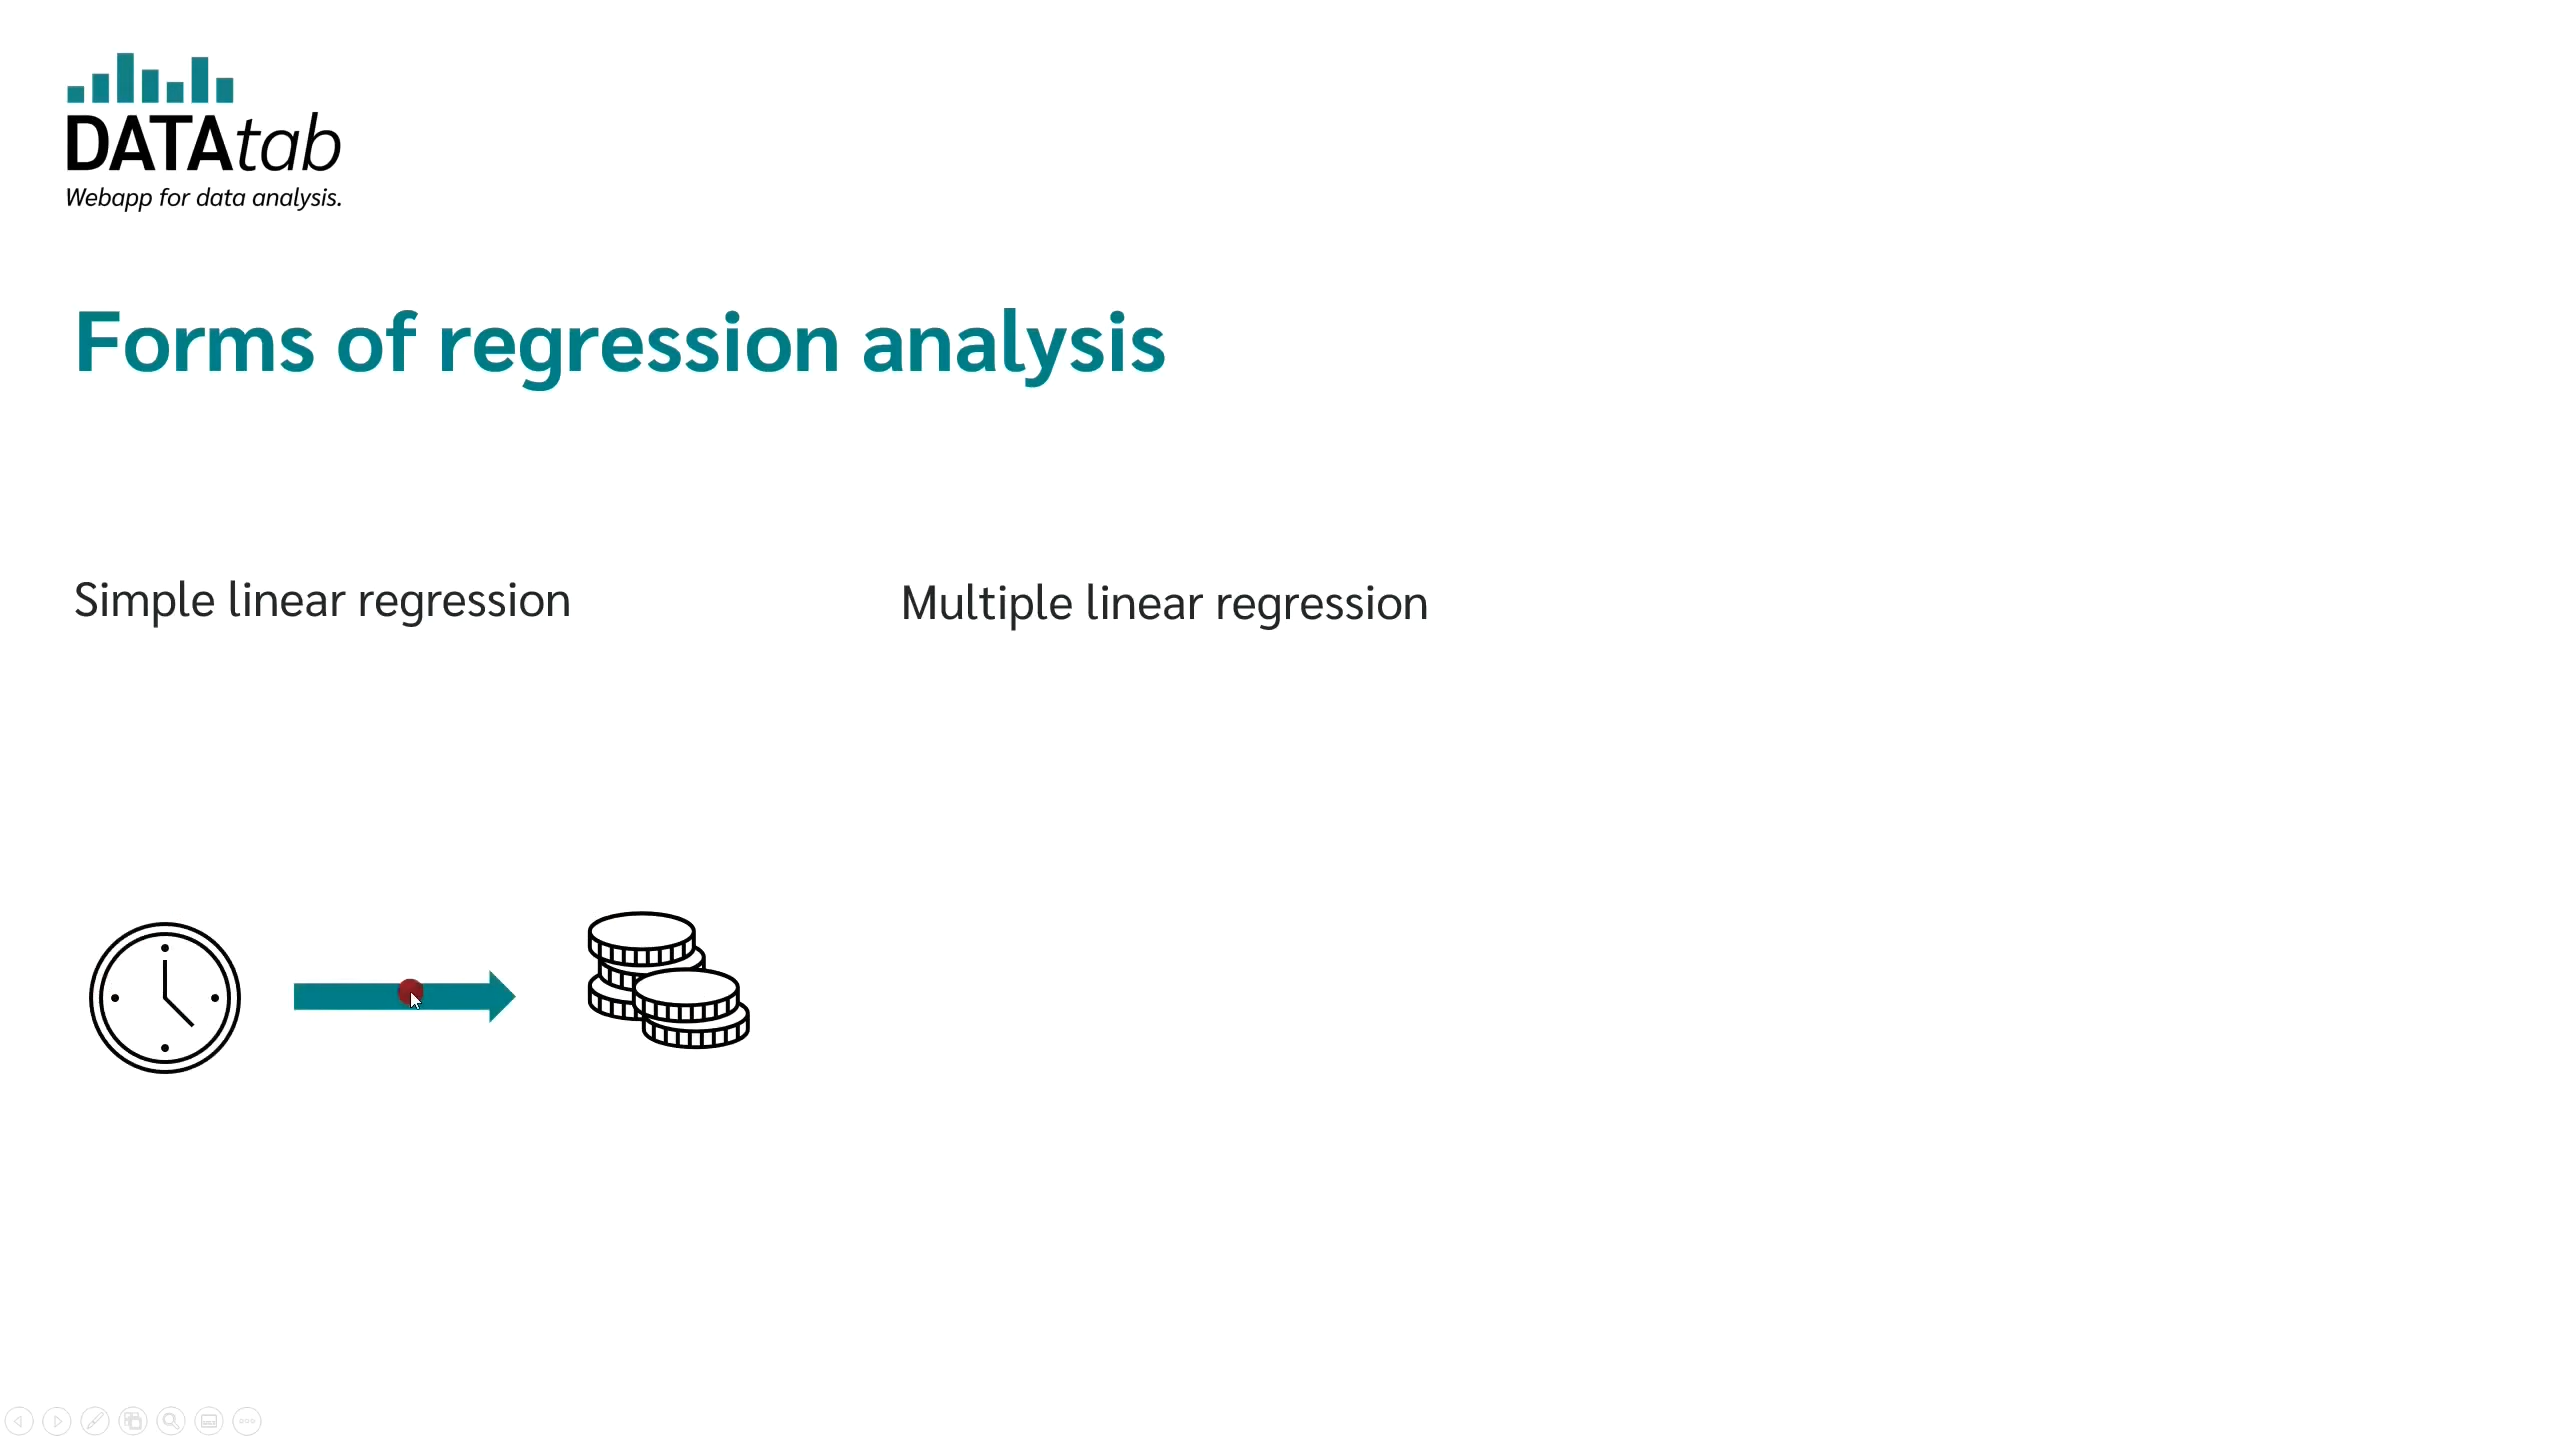 DATAtab
Webapp for data analysis.
Forms of regression analysis
Simple linear regression
Multiple linear regression